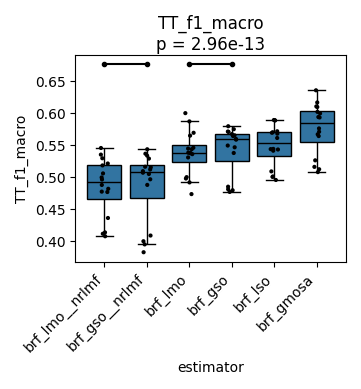 TT_f1_macro
p = 2.96e-13
TT_f1_macro
0.65
0.60
0.55
0.50
0.45
0.40
brf_lmo__nrlmf
brf_gso__nrlmf
brf_lmo
brf_gso
brf_lso
brf_gmosa
estimator